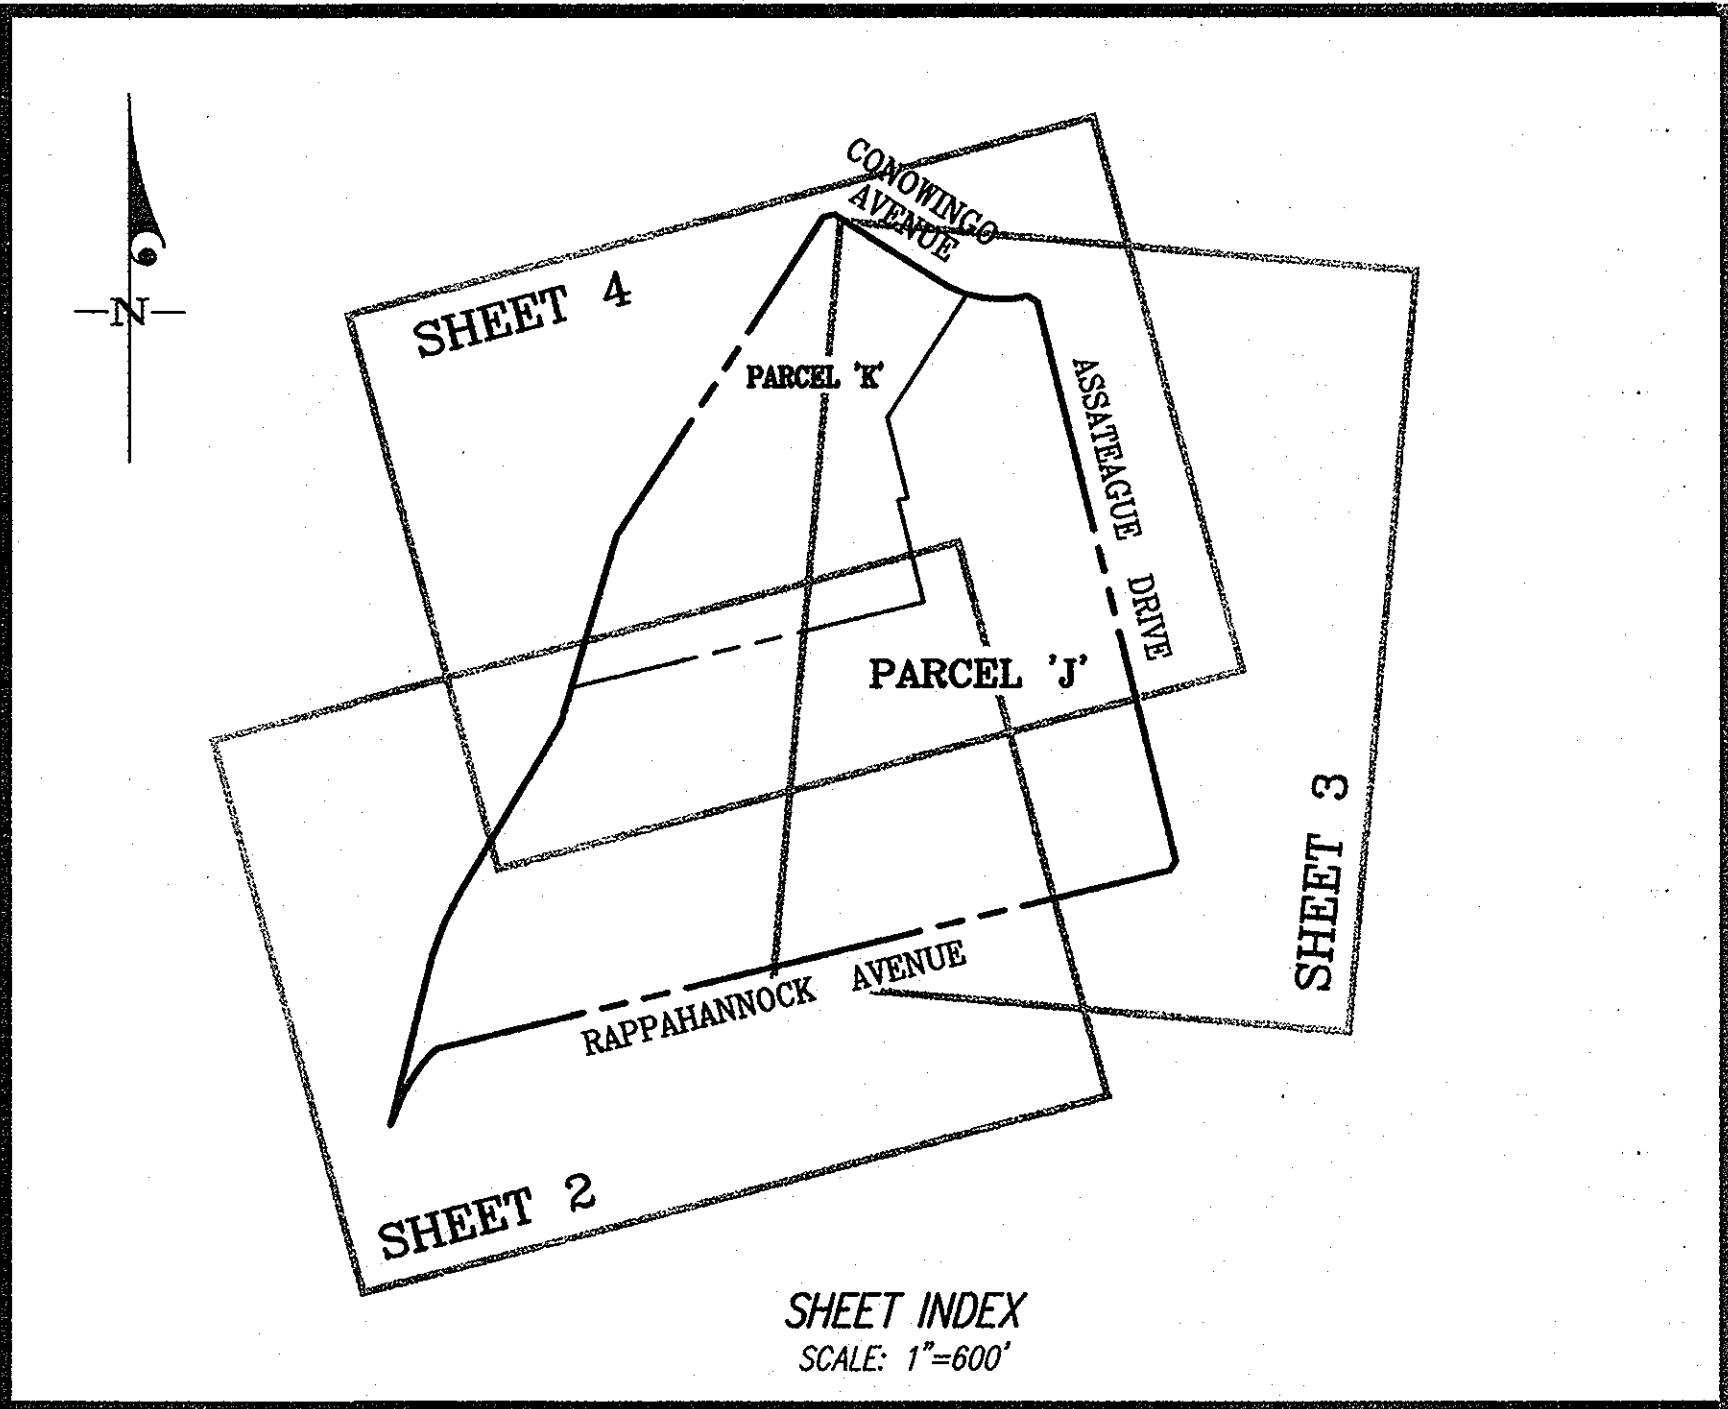 CONOWINGO
AVENUE
SHEET 4
-N-
PARCEL 'K'
ASSATEAGUE DRIVE
PARCEL 'J'
SHEET 3
RAPPAHANNOCK AVENUE
SHEET 2
SHEET INDEX
SCALE: 1"=600'